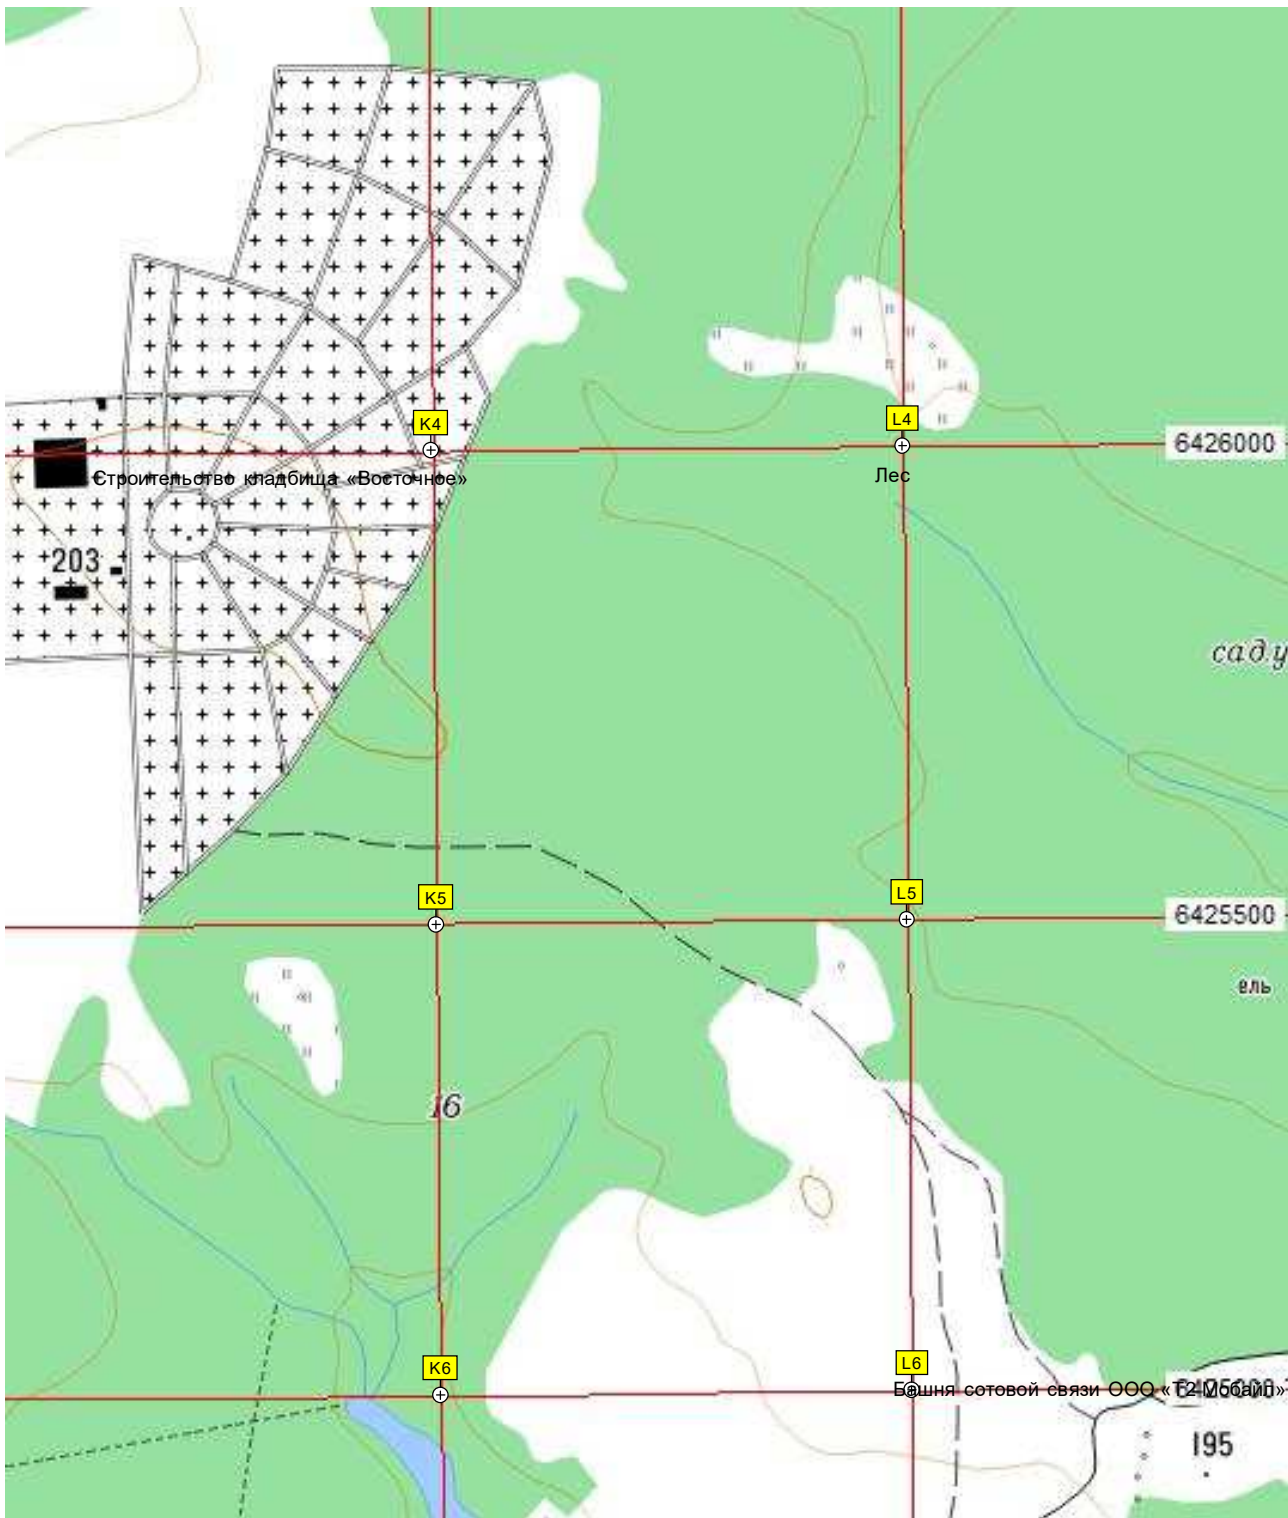 K4
L4
6426000
Строительство кладбища «Восточное»
Лес
203
сад.у
K5
L5
6425500
ель
16
K6
L6
Башня сотовой связи ООО «Т2 Мобайл»
6425000
195